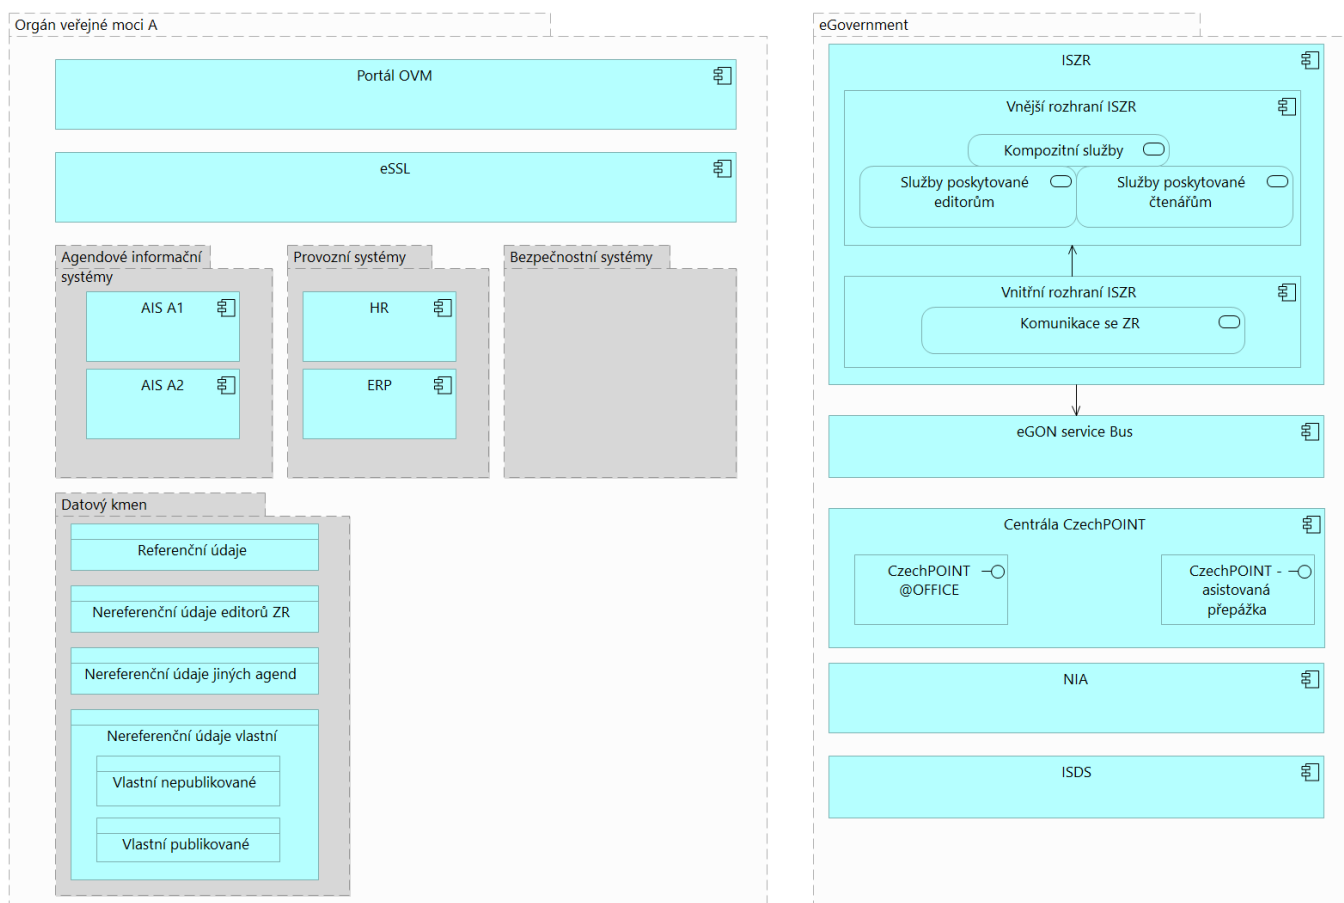 Orgán veřejné moci A
Portál OVM
eSSL
Agendové informační
systémy
AIS A1
AIS A2
Provozní systémy
HR
ERP
Bezpečnostní systémy
Datový kmen
Referenční údaje
Nereferenční údaje editorů ZR
Nereferenční údaje jiných agend
Nereferenční údaje vlastní
Vlastní nepublikované
Vlastní publikované
eGovernment
ISZR
Vnější rozhraní ISZR
Kompozitní služby
Služby poskytované
editorům
Služby poskytované
čtenářům
Vnitřní rozhraní ISZR
Komunikace se ZR
eGON service Bus
Centrála CzechPOINT
CzechPOINT
@OFFICE
CzechPOINT -
asistovaná
přepážka
NIA
ISDS